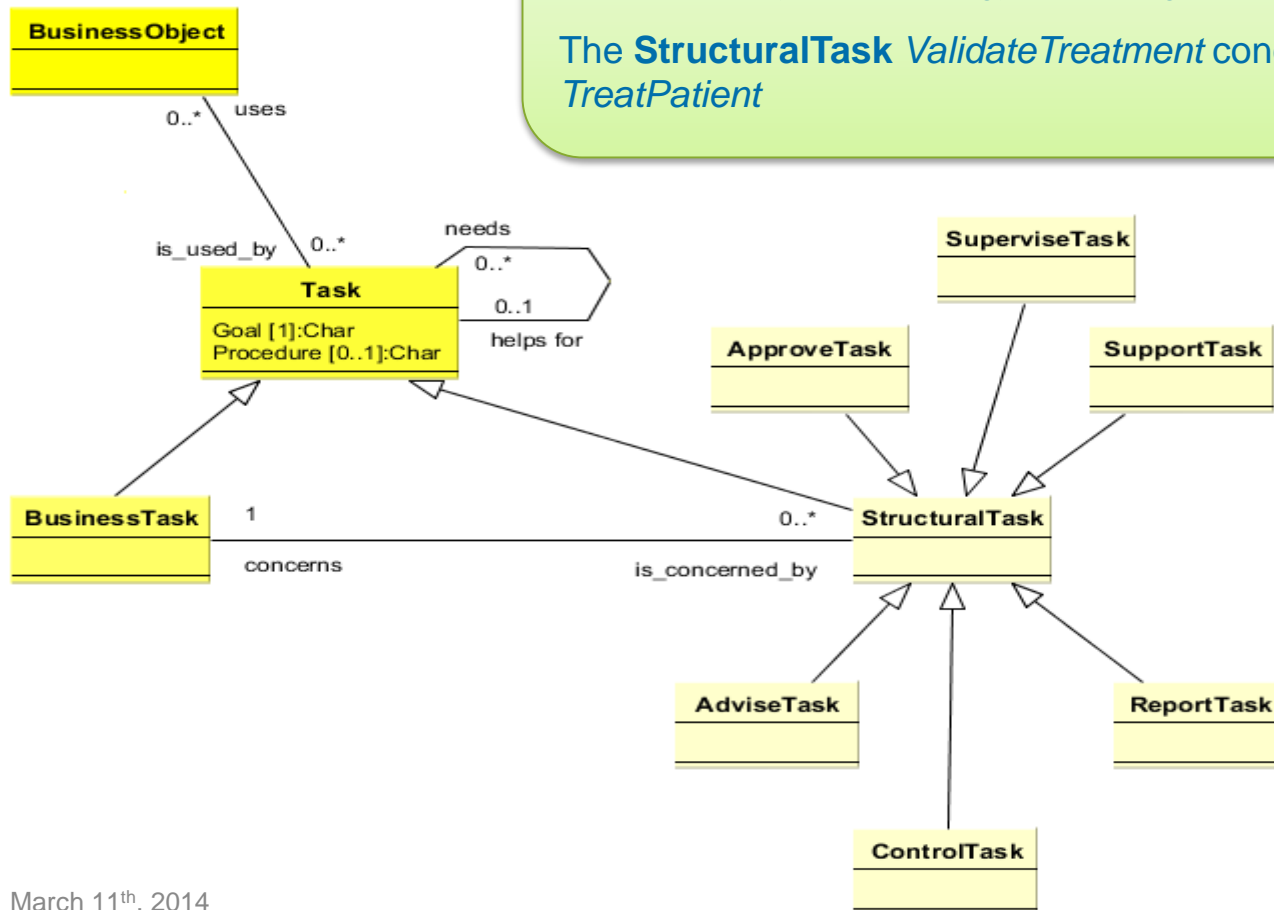 BusinessObject
The StructuralTask ValidateTreatment con
TreatPatient
0..* uses
is_used_by 0..*
needs
0..*
Task
Goal [1]:Char
Procedure [0..1]:Char
0..1
helps for
SuperviseTask
ApproveTask
SupportTask
BusinessTask
1
0..*
StructuralTask
concerns
is_concerned_by
AdviseTask
ReportTask
ControlTask
March 11th, 2014